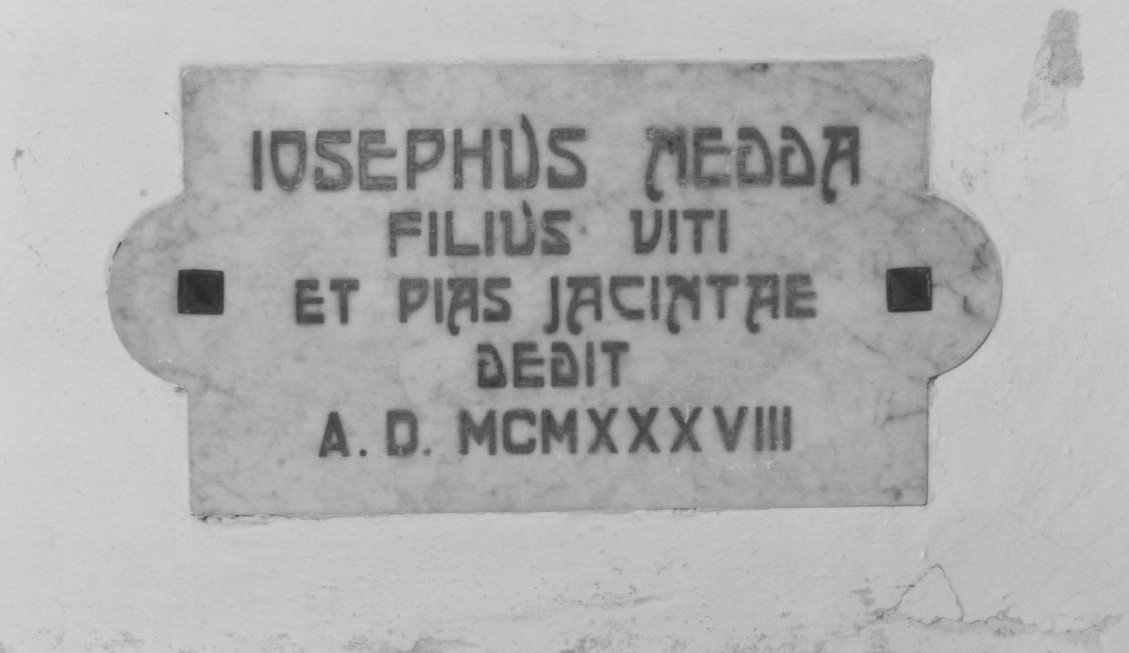 IOSEPHUS MEDDA
FILIUS VITI
ET PIAS JACINTAE
DEDIT
A. D. MCMXXXVIII